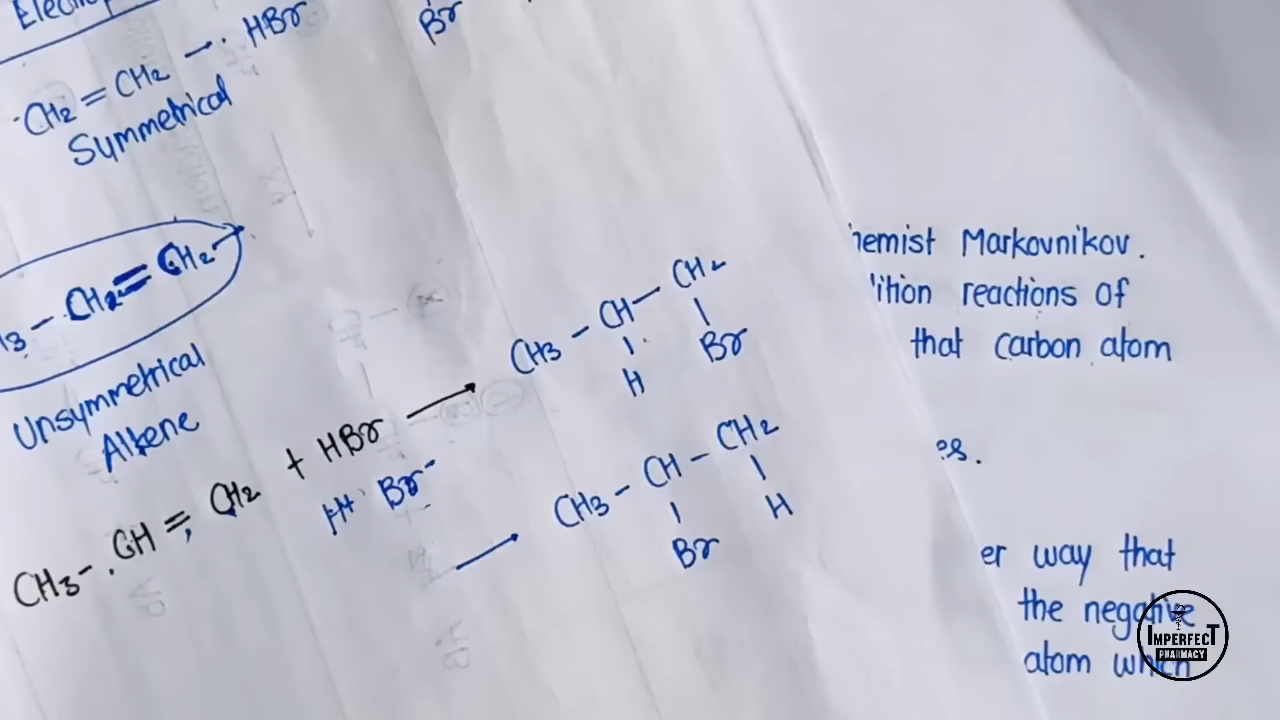 CH2 = CH2 → HBr
Br
Symmetrical
3 – CH2 = CH2
Unsymmetrical
Alkene
CH3 – CH – CH2
H Br
CH3 – CH = CH2 + HBr →
H+ Br-
→ CH3 – CH – CH2
Br H
hemist Markovnikov.
ition reactions of
that carbon atom
es.
er way that
the negative
atom which
IMPERFECT
PHARMACY